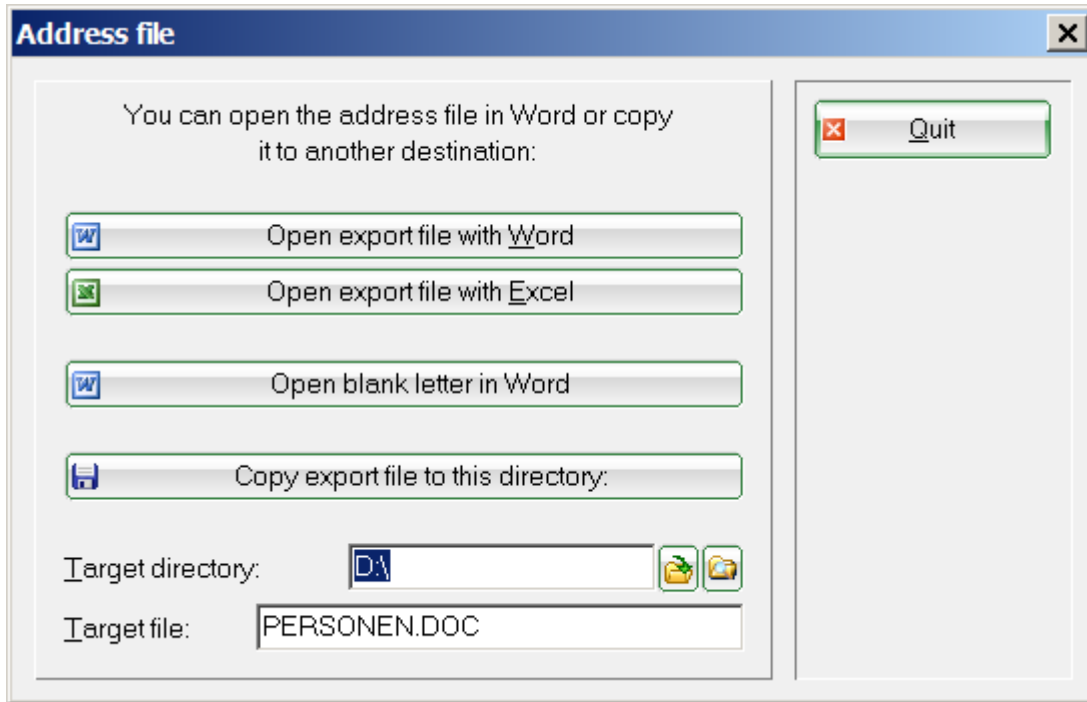 Address file
You can open the address file in Word or copy
it to another destination:
Quit
Open export file with Word
Open export file with Excel
Open blank letter in Word
Copy export file to this directory:
Target directory: D:\
Target file: PERSONEN.DOC